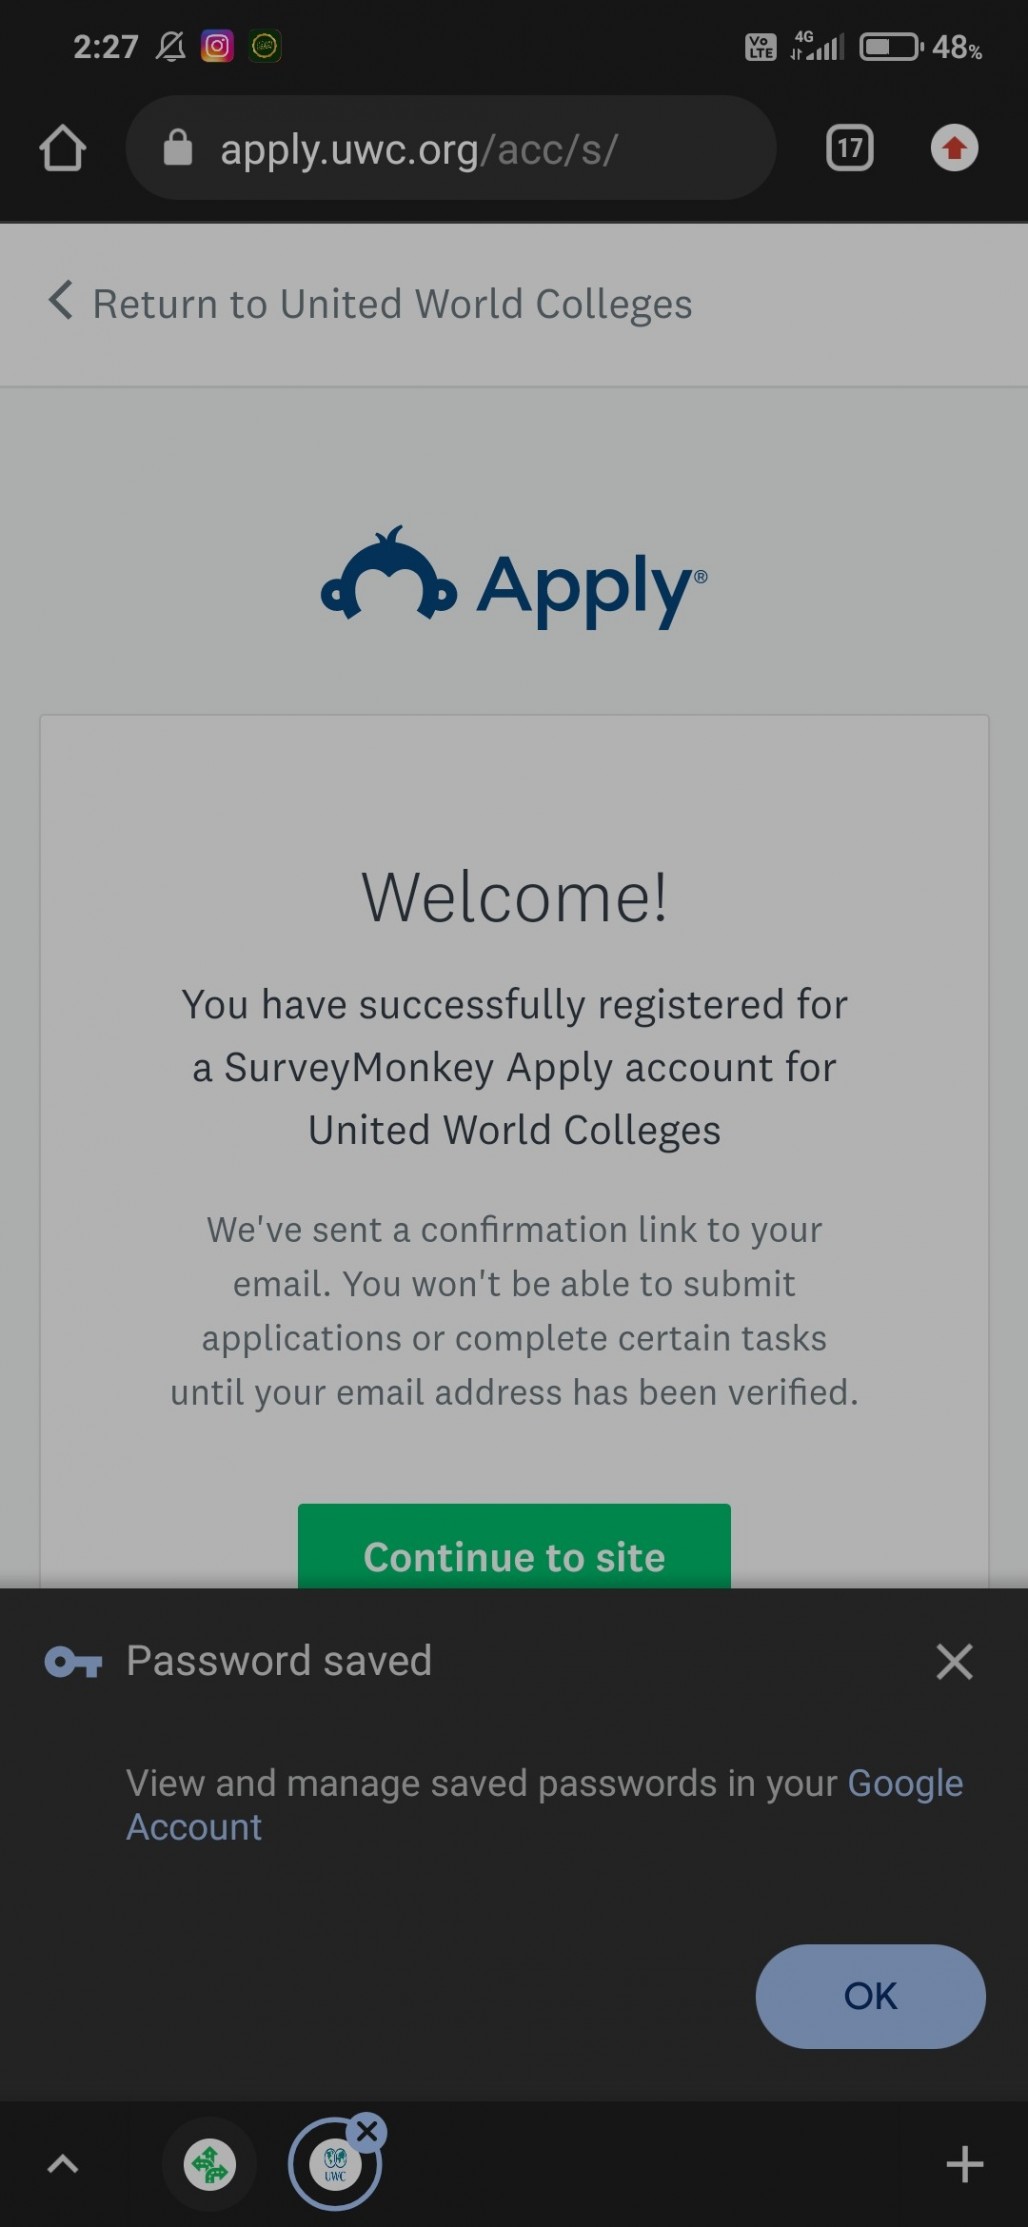 2:27
Vo LTE
4G
48%
apply.uwc.org/acc/s/
17
Return to United World Colleges
Apply®
Welcome!
You have successfully registered for
a SurveyMonkey Apply account for
United World Colleges
We've sent a confirmation link to your
email. You won't be able to submit
applications or complete certain tasks
until your email address has been verified.
Continue to site
Password saved
View and manage saved passwords in your Google
Account
OK
UWC